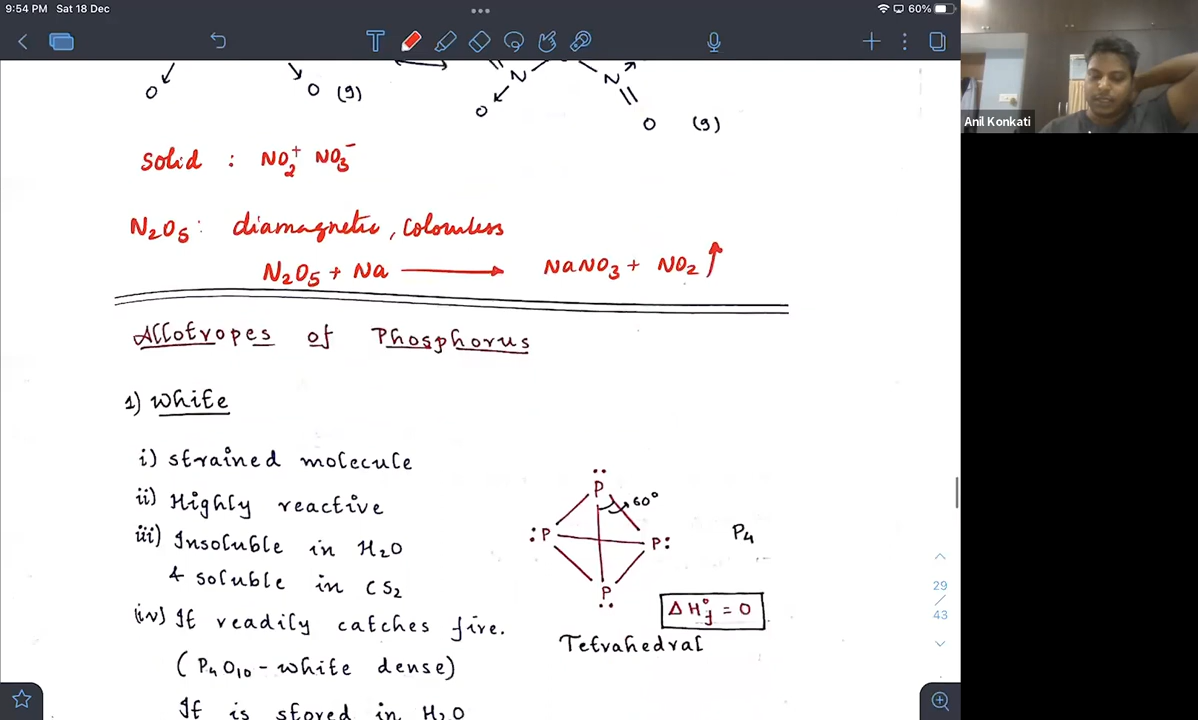 9:54 PM Sat 18 Dec
60%
Anil Konkati
N
N
O
O (g)
O
O (g)
solid : NO₂⁺ NO₃⁻
N₂O₅: diamagnetic, colourless
N₂O₅ + Na ⟶ NaNO₃ + NO₂ ↑
Allotropes of Phosphorus
1) White
i) strained molecule
ii) Highly reactive
iii) Insoluble in H₂O
& soluble in CS₂
(iv) It readily catches fire.
(P₄O₁₀ - white dense)
It is stored in H₂O
P
60°
P
P
P
P₄
ΔH°f = 0
Tetrahedral
29
43